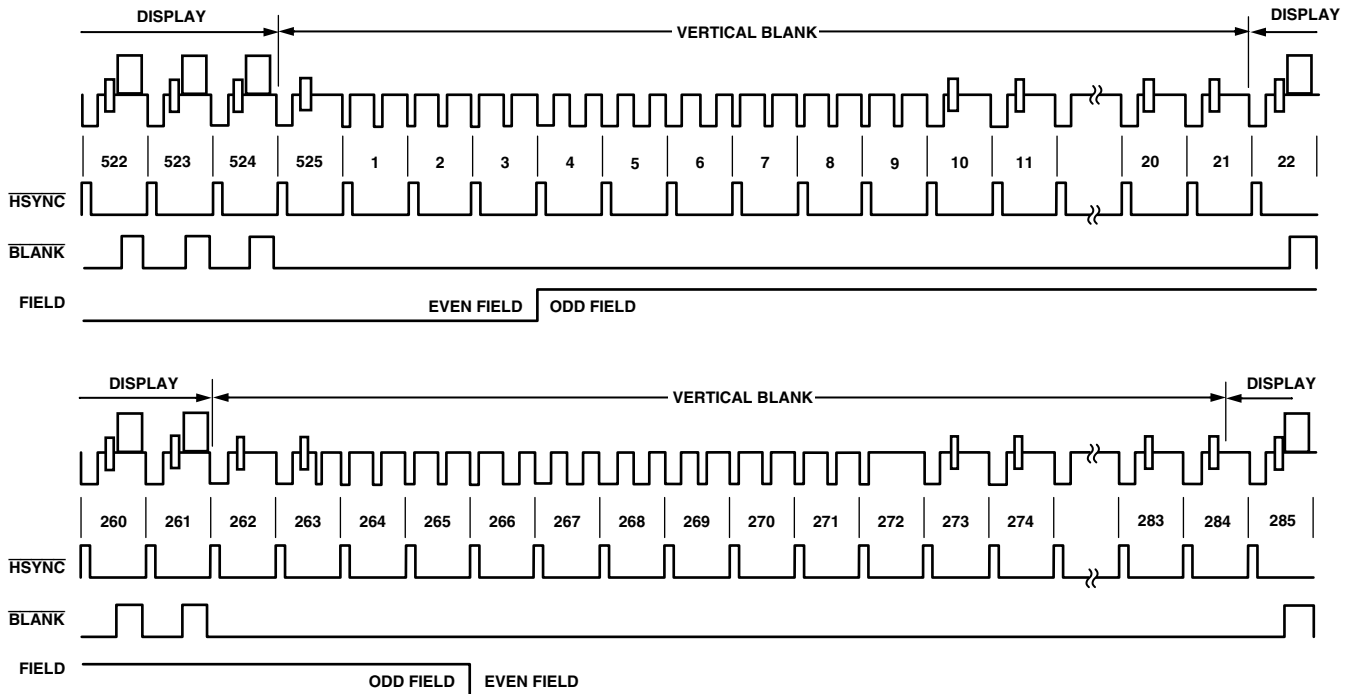 DISPLAY VERTICAL BLANK DISPLAY
522 523 524 525 1 2 3 4 5 6 7 8 9 10 11 20 21 22
HSYNC
BLANK
FIELD EVEN FIELD ODD FIELD
DISPLAY VERTICAL BLANK DISPLAY
260 261 262 263 264 265 266 267 268 269 270 271 272 273 274 283 284 285
HSYNC
BLANK
FIELD ODD FIELD EVEN FIELD